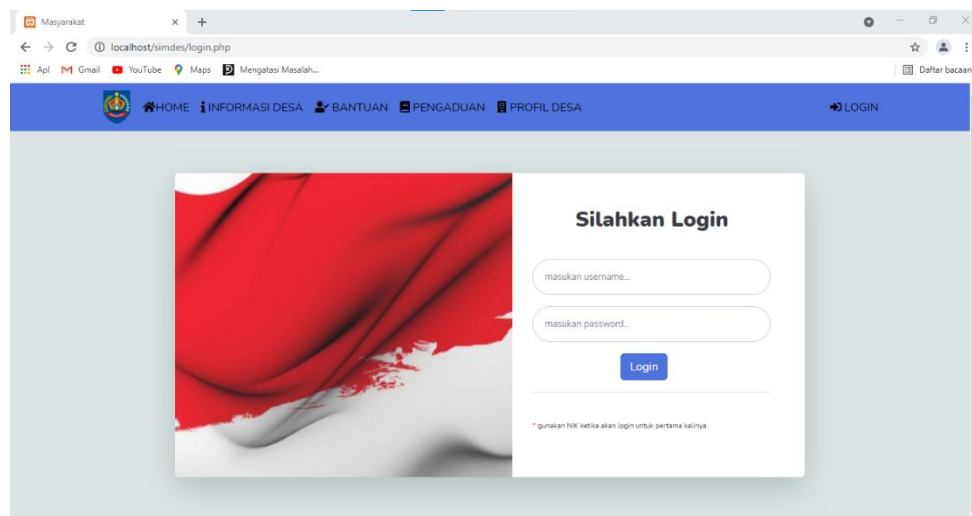 Masyarakat
localhost/simdes/login.php
Apl Gmail YouTube Maps Mengatasi Masalah... Daftar bacaan
HOME INFORMASI DESA BANTUAN PENGADUAN PROFIL DESA LOGIN
Silahkan Login
masukan username...
masukan password...
Login
* gunakan NIK ketika akan login untuk pertama kalinya